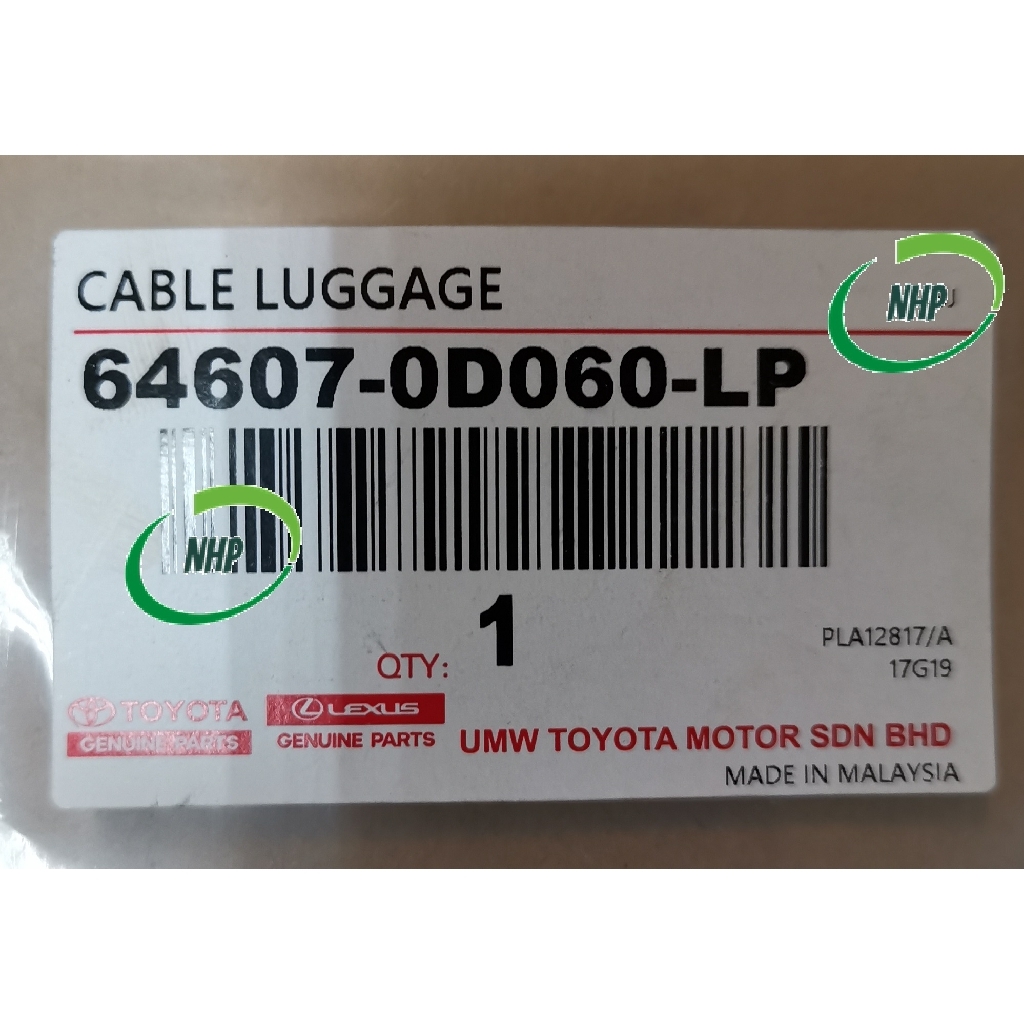 CABLE LUGGAGE
NHP
64607-0D060-LP
NHP
QTY: 1
PLA12817/A
17G19
TOYOTA
GENUINE PARTS
LEXUS
GENUINE PARTS
UMW TOYOTA MOTOR SDN BHD
MADE IN MALAYSIA